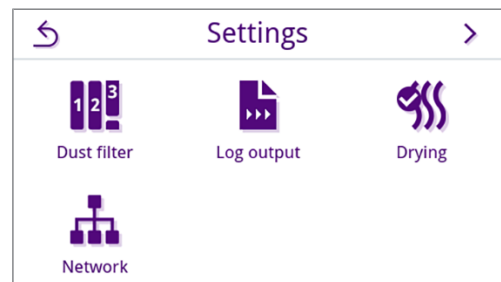 Settings
1 2 3
Dust filter
Log output
Drying
Network